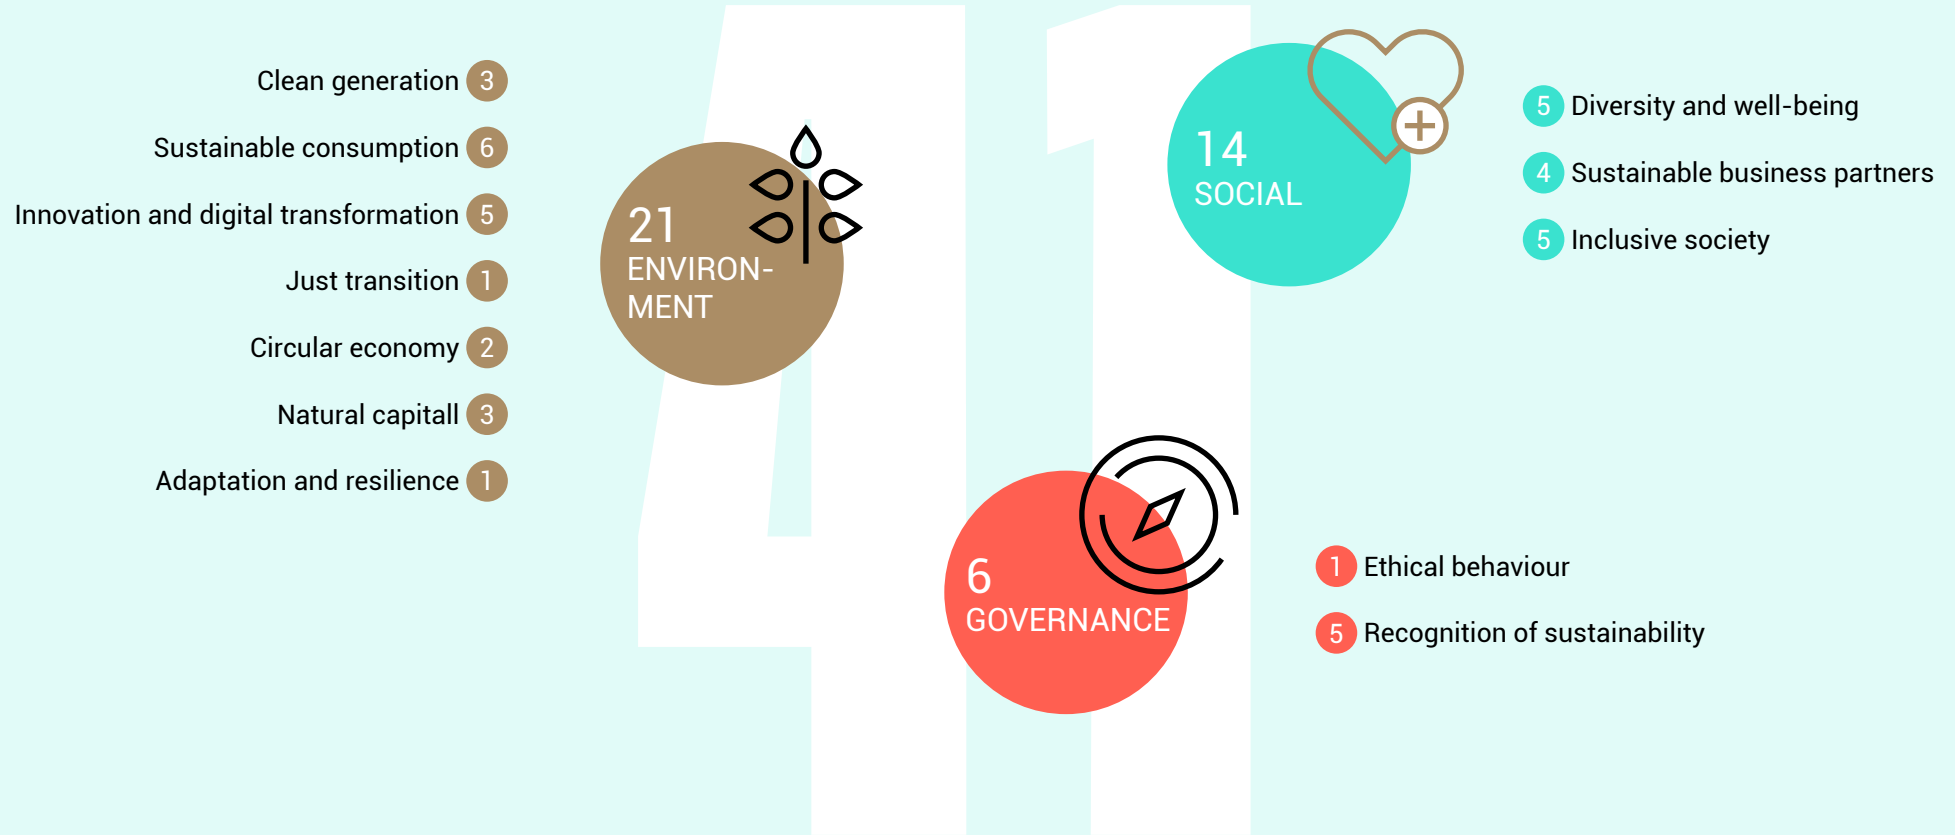 41
Clean generation 3
Sustainable consumption 6
Innovation and digital transformation 5
Just transition 1
Circular economy 2
Natural capitall 3
Adaptation and resilience 1
21
ENVIRON-
MENT
14
SOCIAL
5 Diversity and well-being
4 Sustainable business partners
5 Inclusive society
6
GOVERNANCE
1 Ethical behaviour
5 Recognition of sustainability